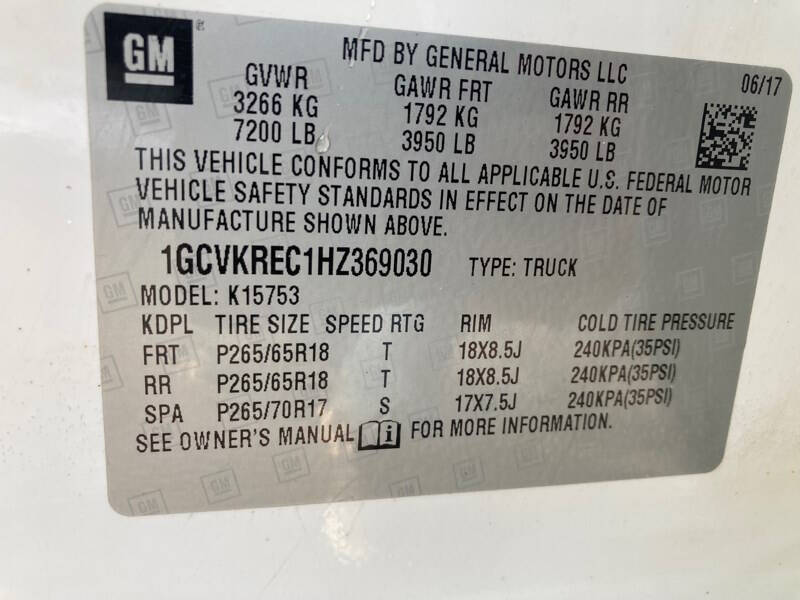 GM
MFD BY GENERAL MOTORS LLC
06/17
GVWR GAWR FRT GAWR RR
3266 KG 1792 KG 1792 KG
7200 LB 3950 LB 3950 LB
THIS VEHICLE CONFORMS TO ALL APPLICABLE U.S. FEDERAL MOTOR
VEHICLE SAFETY STANDARDS IN EFFECT ON THE DATE OF
MANUFACTURE SHOWN ABOVE.
1GCVKREC1HZ369030 TYPE: TRUCK
MODEL: K15753
KDPL TIRE SIZE SPEED RTG RIM COLD TIRE PRESSURE
FRT P265/65R18 T 18X8.5J 240KPA(35PSI)
RR P265/65R18 T 18X8.5J 240KPA(35PSI)
SPA P265/70R17 S 17X7.5J 240KPA(35PSI)
SEE OWNER'S MANUAL i FOR MORE INFORMATION.